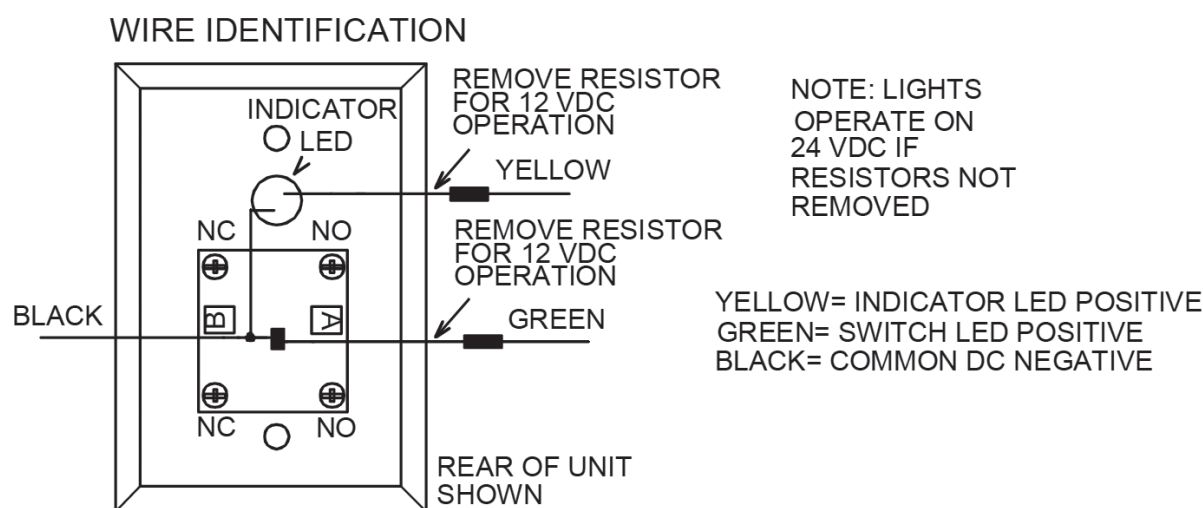 WIRE IDENTIFICATION
INDICATOR
LED
REMOVE RESISTOR
FOR 12 VDC
OPERATION
YELLOW
NOTE: LIGHTS
OPERATE ON
24 VDC IF
RESISTORS NOT
REMOVED
NC NO
REMOVE RESISTOR
FOR 12 VDC
OPERATION
BLACK
B A
GREEN
YELLOW= INDICATOR LED POSITIVE
GREEN= SWITCH LED POSITIVE
BLACK= COMMON DC NEGATIVE
NC NO
REAR OF UNIT
SHOWN